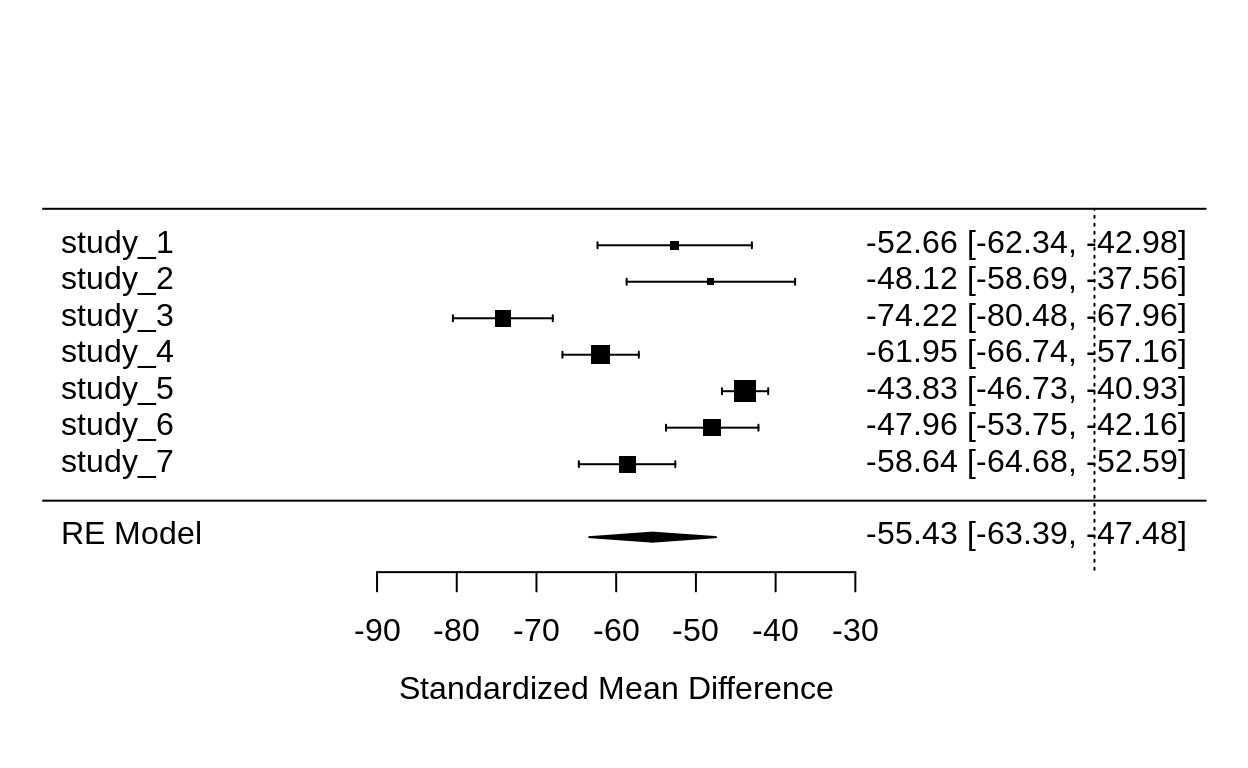 study_1 -52.66 [-62.34, -42.98]
study_2 -48.12 [-58.69, -37.56]
study_3 -74.22 [-80.48, -67.96]
study_4 -61.95 [-66.74, -57.16]
study_5 -43.83 [-46.73, -40.93]
study_6 -47.96 [-53.75, -42.16]
study_7 -58.64 [-64.68, -52.59]
RE Model -55.43 [-63.39, -47.48]
-90 -80 -70 -60 -50 -40 -30
Standardized Mean Difference